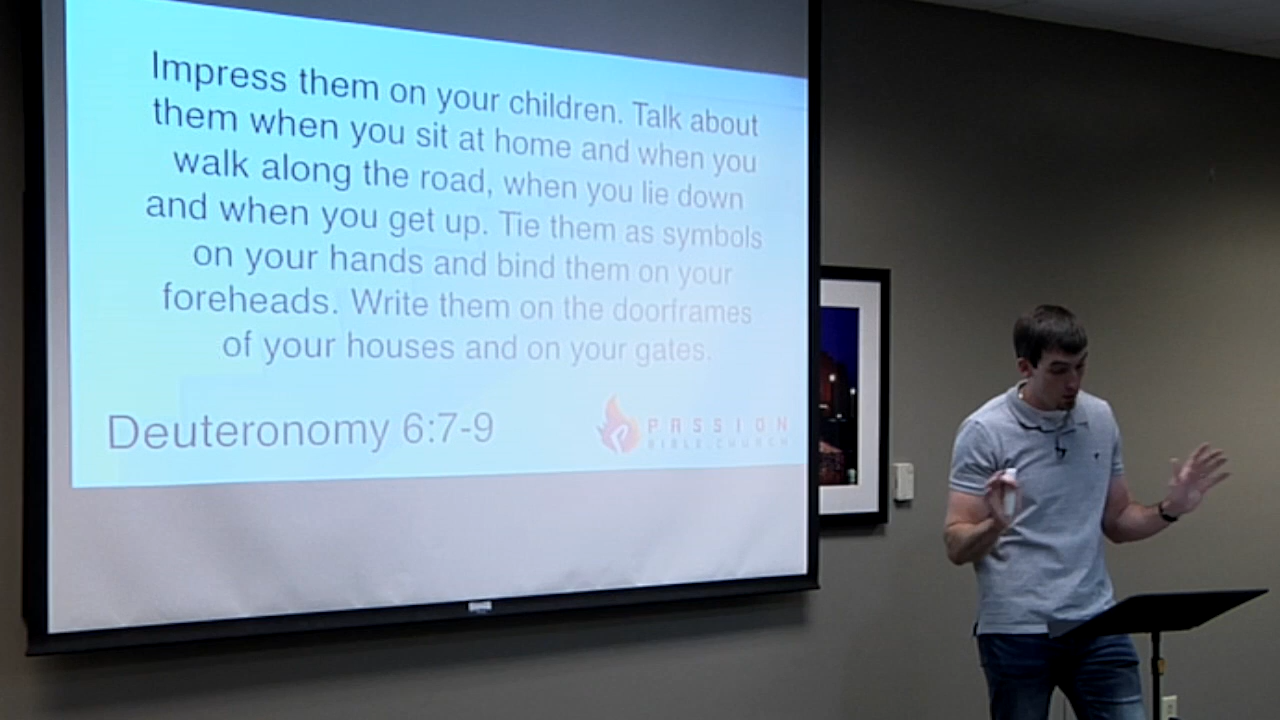 Impress them on your children. Talk about
them when you sit at home and when you
walk along the road, when you lie down
and when you get up. Tie them as symbols
on your hands and bind them on your
foreheads. Write them on the doorframes
of your houses and on your gates.
Deuteronomy 6:7-9
PASSION
BIBLE CHURCH